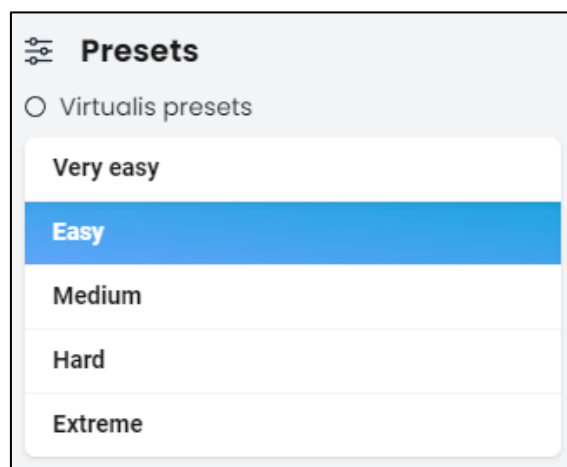 Presets
Virtualis presets
Very easy
Easy
Medium
Hard
Extreme